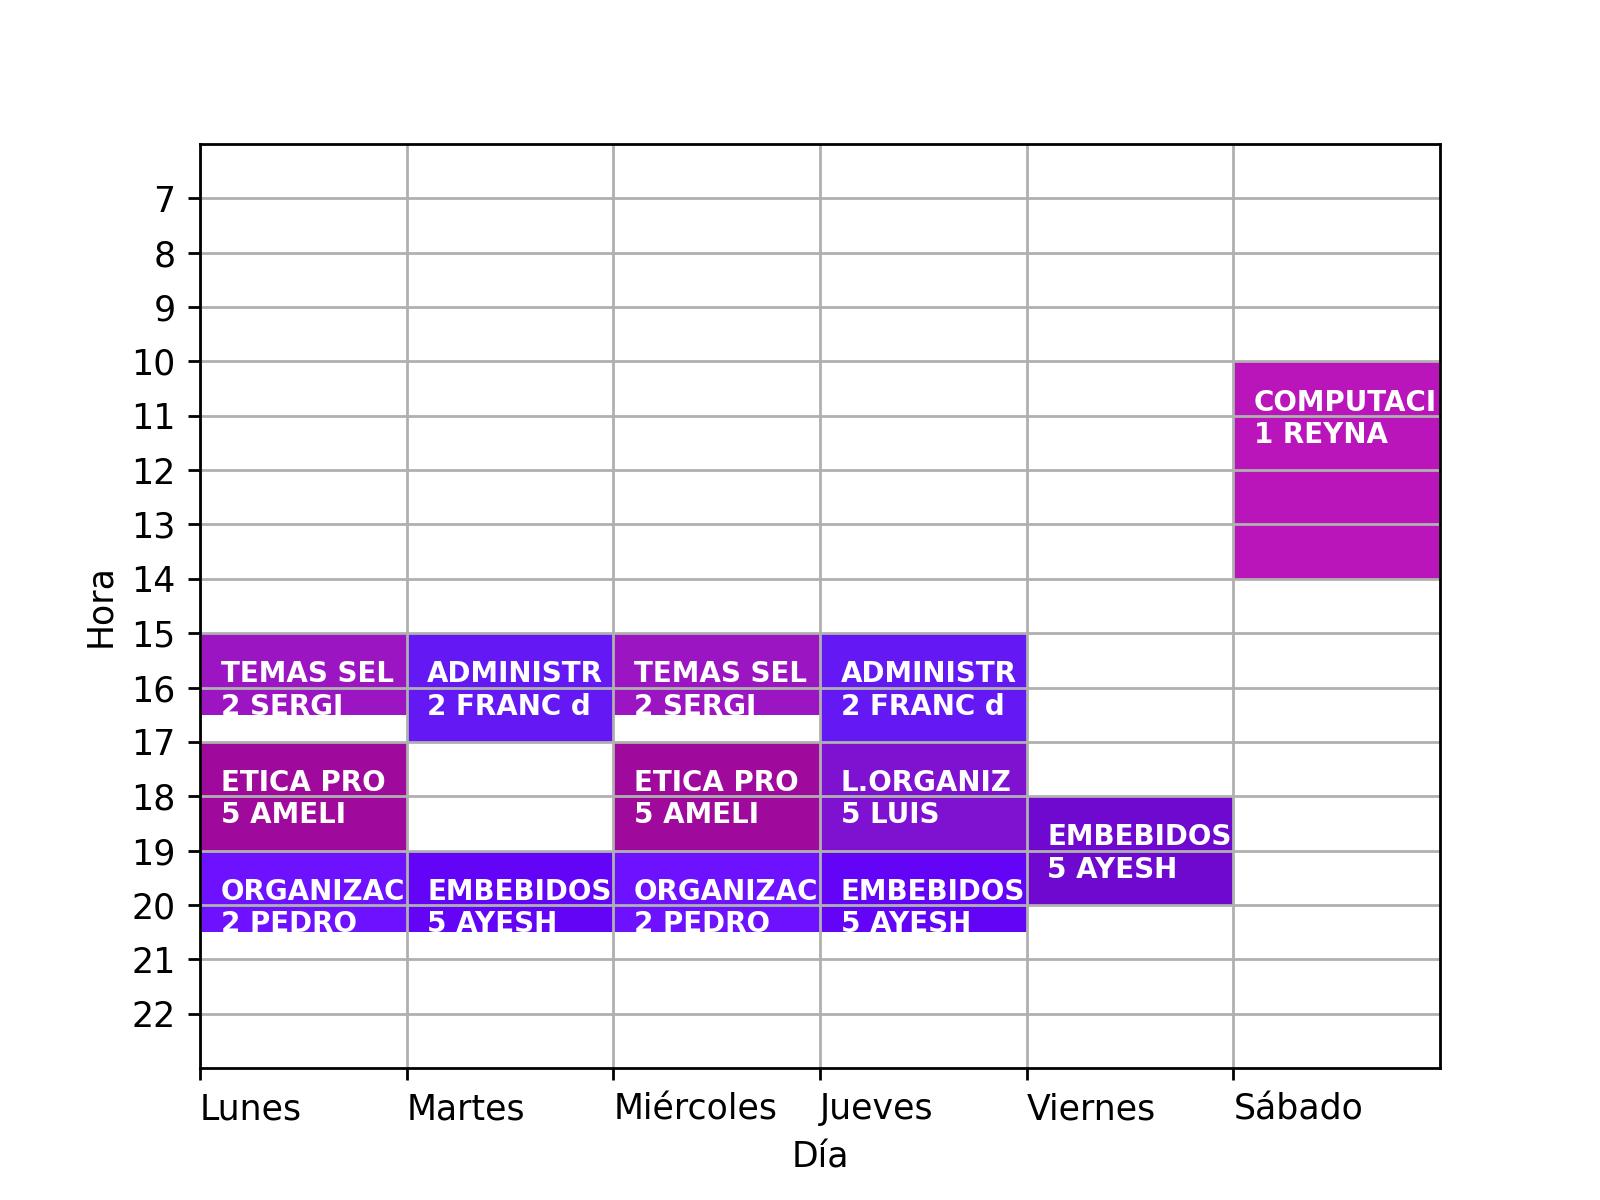 7
8
9
10
COMPUTACI
11
1 REYNA
12
13
14
Hora
15
TEMAS SEL
2 SERGI
ADMINISTR
2 FRANC d
TEMAS SEL
2 SERGI
ADMINISTR
2 FRANC d
16
17
ETICA PRO
5 AMELI
ETICA PRO
5 AMELI
L.ORGANIZ
5 LUIS
18
EMBEBIDOS
5 AYESH
19
ORGANIZAC
2 PEDRO
EMBEBIDOS
5 AYESH
ORGANIZAC
2 PEDRO
EMBEBIDOS
5 AYESH
20
21
22
Lunes Martes Miércoles Jueves Viernes Sábado
Día